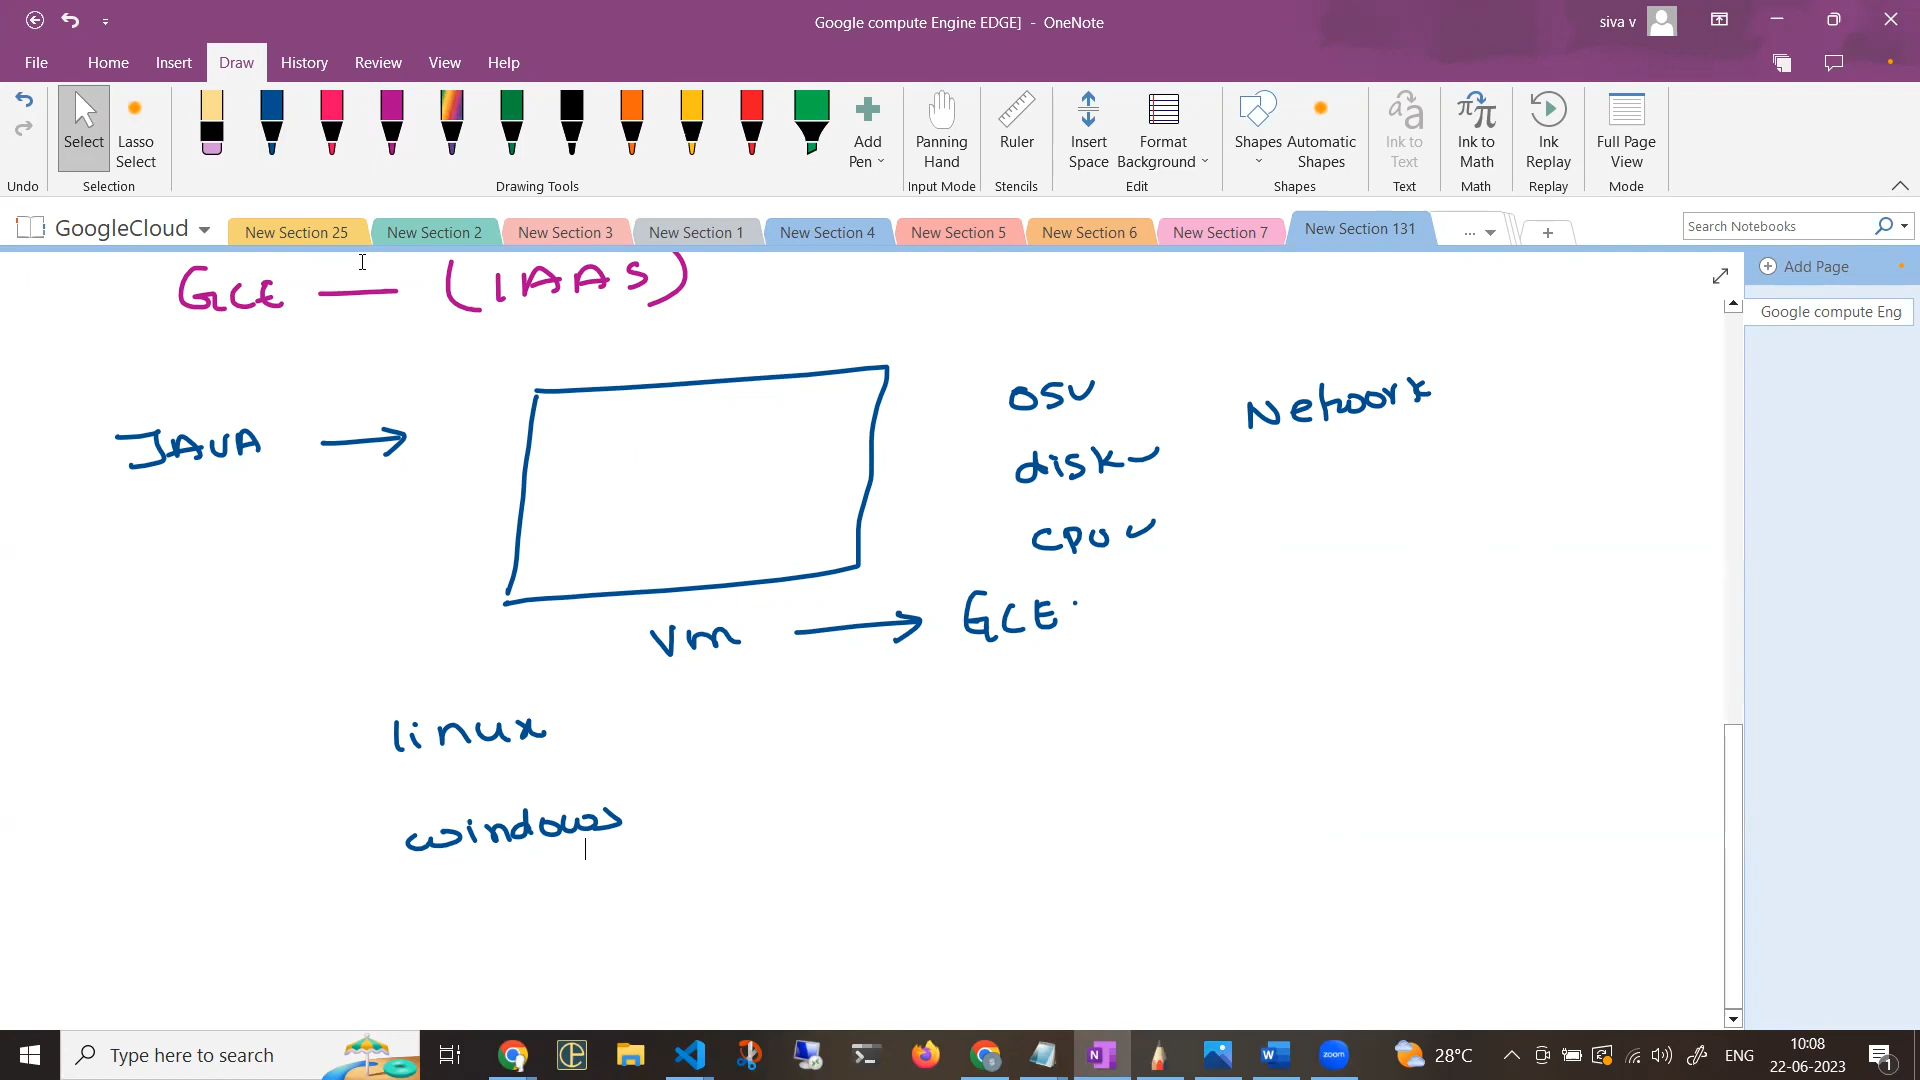 Google compute Engine EDGE] - OneNote
siva v
File Home Insert Draw History Review View Help
Select
Lasso Select
Add Pen
Panning Hand
Ruler
Insert Space
Format Background
Shapes
Automatic Shapes
Ink to Text
Ink to Math
Ink Replay
Full Page View
Undo Selection Drawing Tools Input Mode Stencils Edit Shapes Text Math Replay Mode
GoogleCloud New Section 25 New Section 2 New Section 3 New Section 1 New Section 4 New Section 5 New Section 6 New Section 7 New Section 131 ... +
Search Notebooks
Add Page
Google compute Eng
GCE — (IAAS)
JAVA →
OS✓
Network
disk✓
CPU✓
vm → GCE
linux
windows
Type here to search
zoom
28°C
ENG
10:08
22-06-2023
1